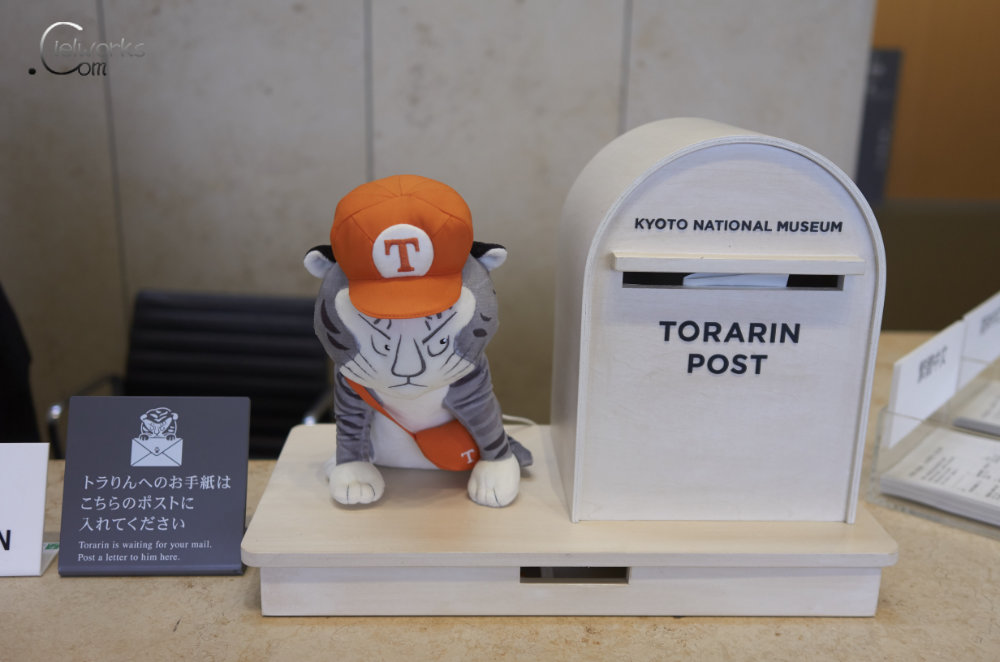 Cielworks
.Com
T
KYOTO NATIONAL MUSEUM
TORARIN
POST
T
トラりんへのお手紙は
こちらのポストに
入れてください
Torarin is waiting for your mail.
Post a letter to him here.
N